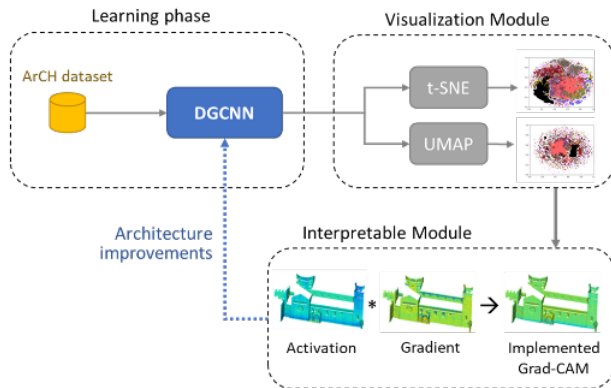 Learning phase
Visualization Module
ArCH dataset
DGCNN
t-SNE
UMAP
Architecture
improvements
Interpretable Module
* →
Activation
Gradient
Implemented
Grad-CAM